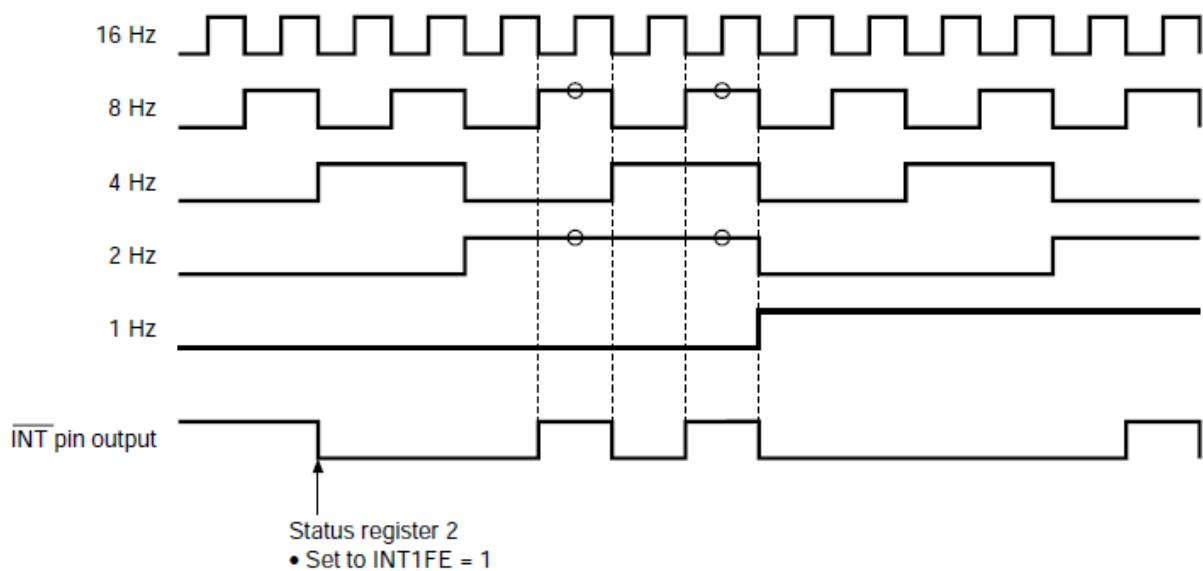 16 Hz
8 Hz
4 Hz
2 Hz
1 Hz
INT pin output
Status register 2
• Set to INT1FE = 1